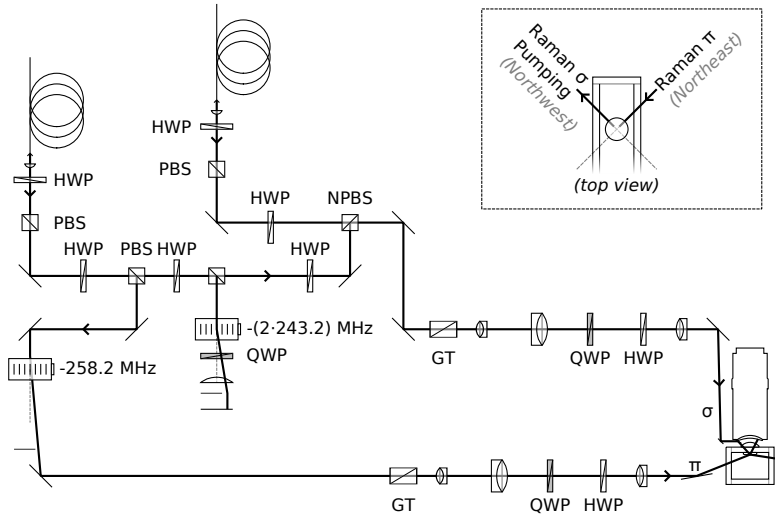 HWP
PBS
HWP
PBS
HWP
NPBS
HWP
PBS
HWP
HWP
-(2·243.2) MHz
QWP
-258.2 MHz
GT
QWP
HWP
σ
π
GT
QWP
HWP
Raman σ
Pumping
(Northwest)
Raman π
(Northeast)
(top view)